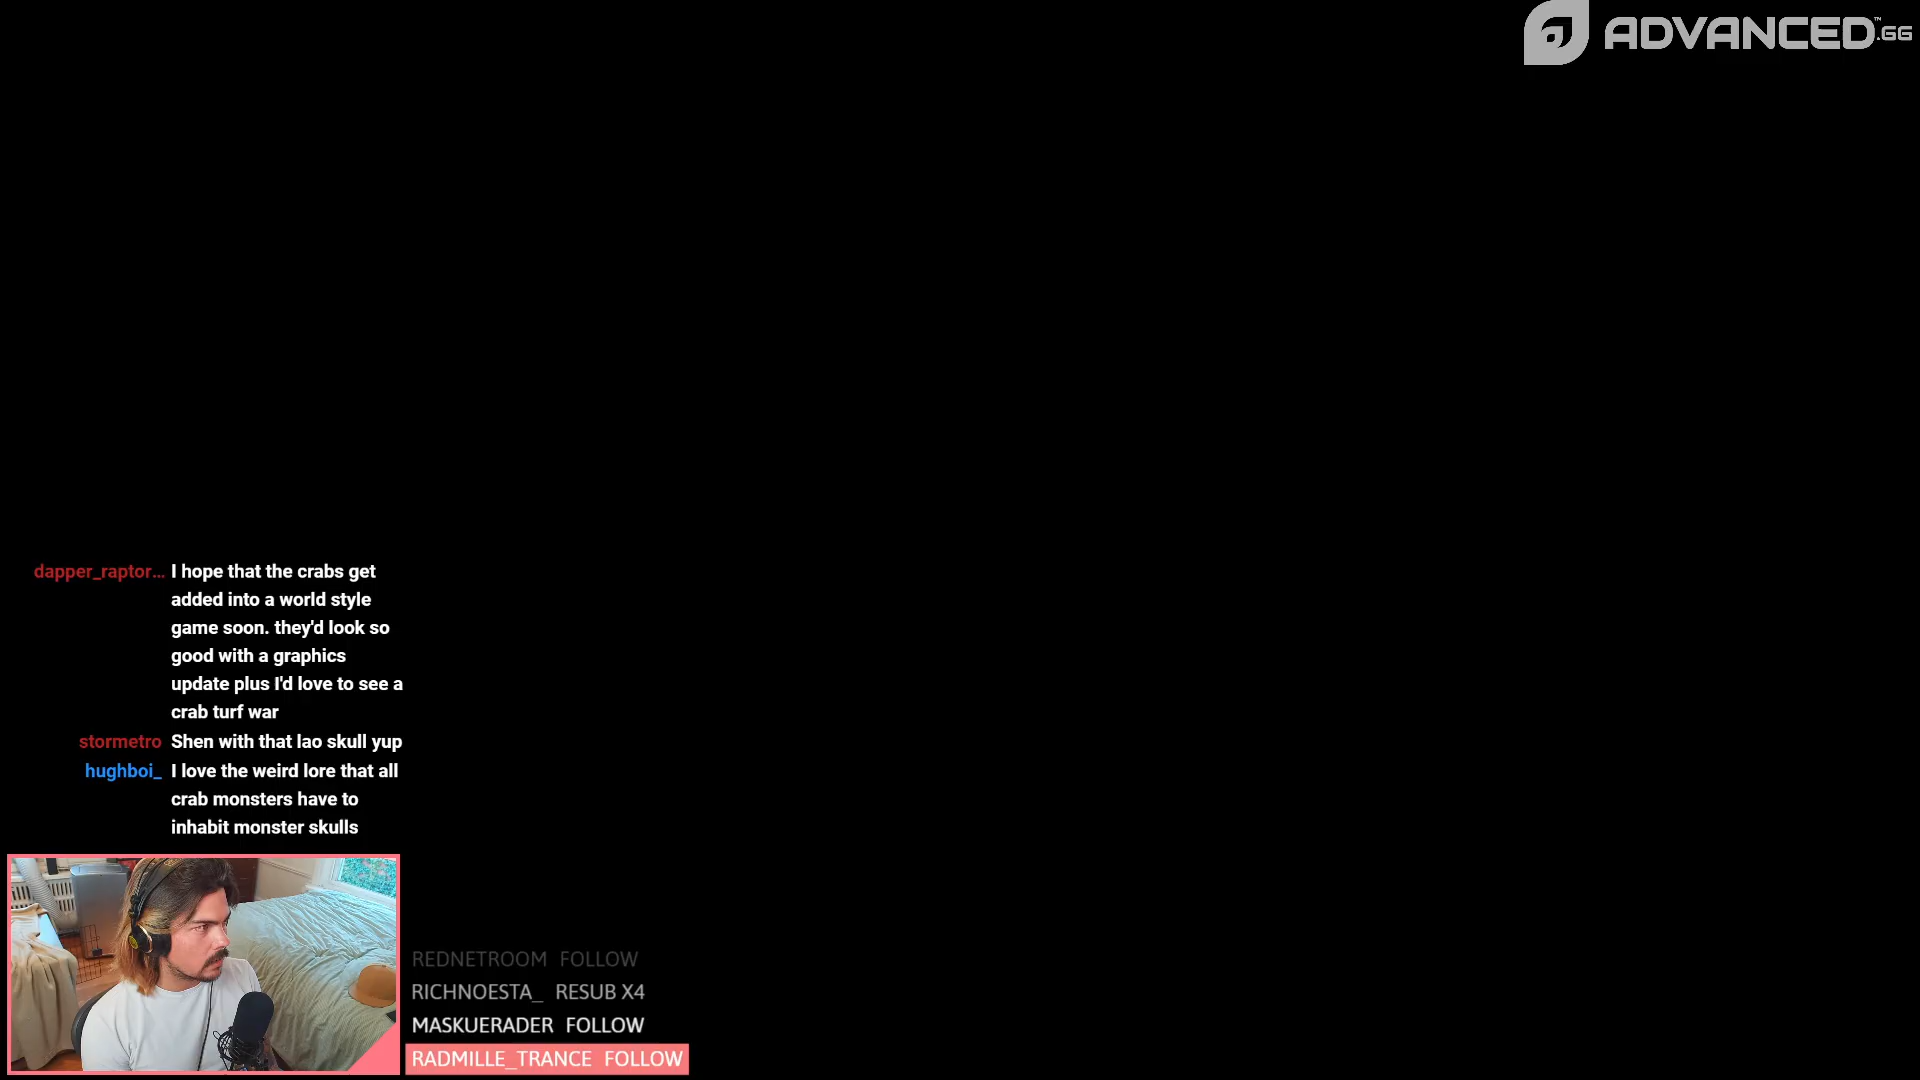 ADVANCED™.GG
dapper_raptor... I hope that the crabs get
added into a world style
game soon. they'd look so
good with a graphics
update plus I'd love to see a
crab turf war
stormetro Shen with that lao skull yup
hughboi_ I love the weird lore that all
crab monsters have to
inhabit monster skulls
REDNETROOM FOLLOW
RICHNOESTA_ RESUB X4
MASKUERADER FOLLOW
RADMILLE_TRANCE FOLLOW